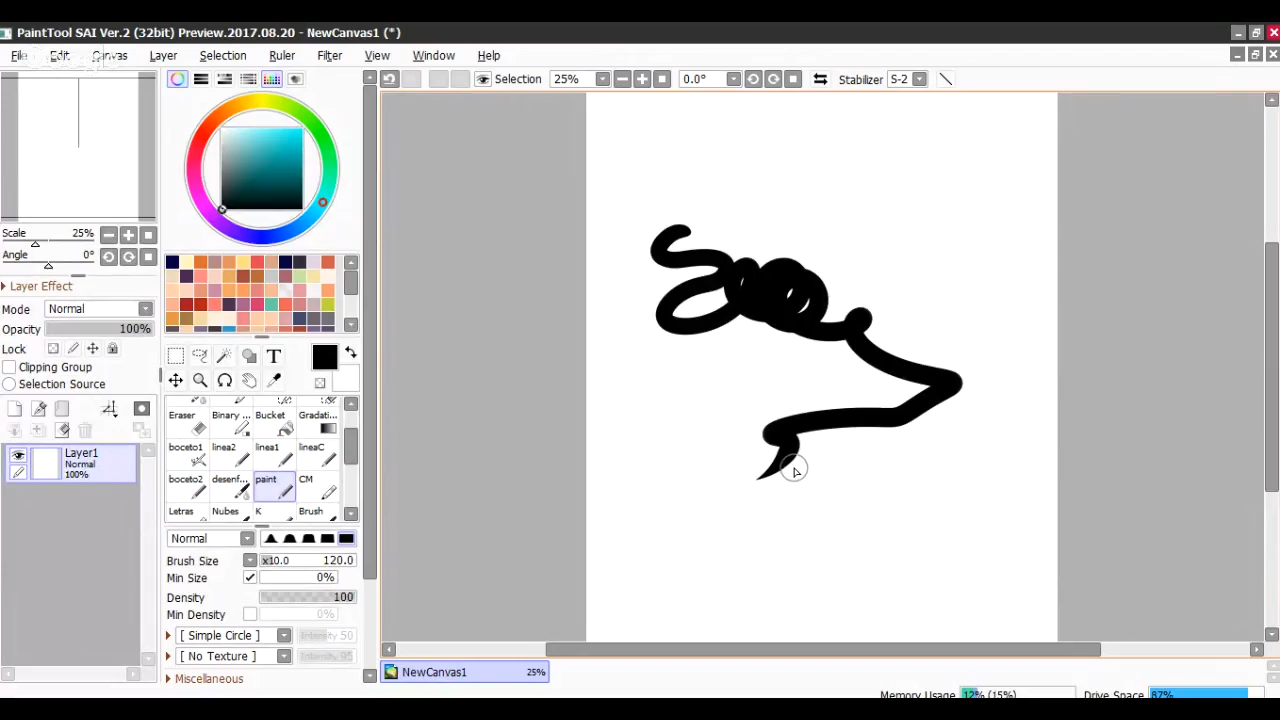 PaintTool SAI Ver.2 (32bit) Preview.2017.08.20 - NewCanvas1 (*)
File Edit Canvas Layer Selection Ruler Filter View Window Help
Selection 25% 0.0° Stabilizer S-2
Scale 25%
Angle 0°
Layer Effect
Mode Normal
Opacity 100%
Lock
Clipping Group
Selection Source
Layer1
Normal
100%
T
Eraser Binary ... Bucket Gradati...
boceto1 linea2 linea1 lineaC
boceto2 desenf... paint CM
Letras Nubes K Brush
Normal
Brush Size x10.0 120.0
Min Size 0%
Density 100
Min Density 0%
[ Simple Circle ] Intensity 50
[ No Texture ] Intensity 95
Miscellaneous
NewCanvas1 25%
Memory Usage 12% (15%) Drive Space 87%